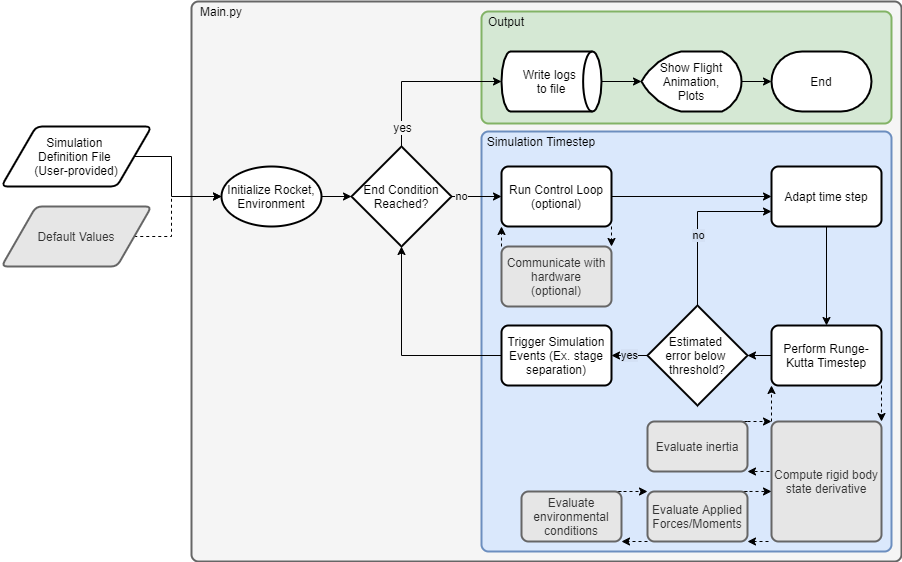 Main.py
Output
Write logs
to file
Show Flight
Animation,
Plots
End
yes
Simulation
Definition File
(User-provided)
Default Values
Initialize Rocket,
Environment
End Condition
Reached?
no
Simulation Timestep
Run Control Loop
(optional)
Adapt time step
Communicate with
hardware
(optional)
no
Trigger Simulation
Events (Ex. stage
separation)
yes
Estimated
error below
threshold?
Perform Runge-
Kutta Timestep
Evaluate inertia
Compute rigid body
state derivative
Evaluate
environmental
conditions
Evaluate Applied
Forces/Moments